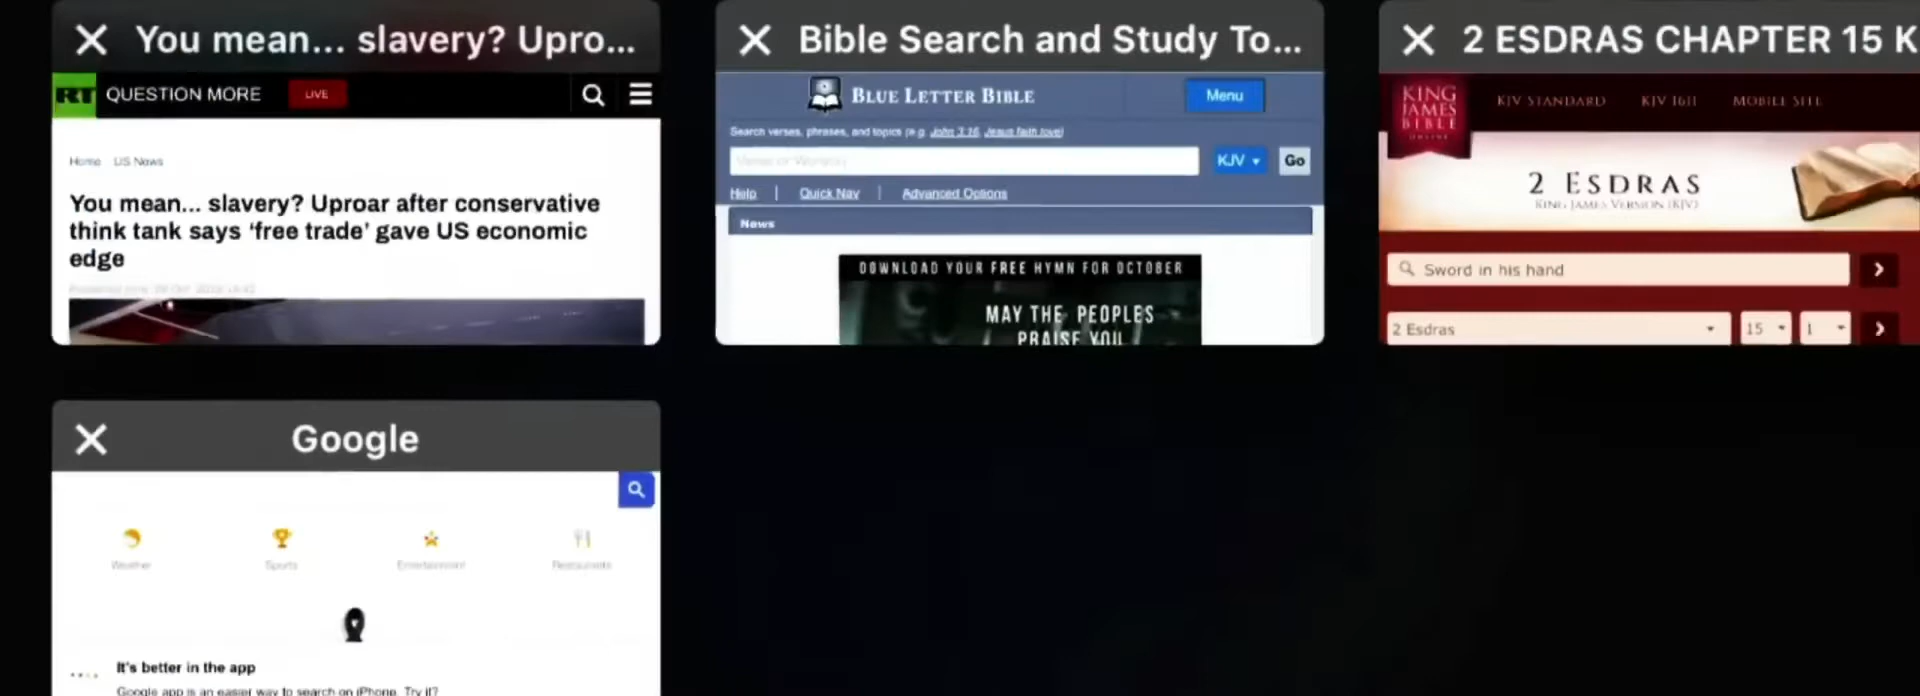 You mean... slavery? Upro...
RT QUESTION MORE LIVE
Home US News
You mean... slavery? Uproar after conservative
think tank says ‘free trade’ gave US economic
edge
Bible Search and Study To...
BLUE LETTER BIBLE Menu
Search verses, phrases, and topics (e.g. John 3:16, Jesus faith love)
KJV Go
Help | Quick Nav | Advanced Options
News
DOWNLOAD YOUR FREE HYMN FOR OCTOBER
MAY THE PEOPLES
PRAISE YOU
2 ESDRAS CHAPTER 15 K
KING
JAMES
BIBLE
ONLINE
KJV STANDARD KJV 1611 MOBILE SITE
2 ESDRAS
KING JAMES VERSION (KJV)
Sword in his hand
2 Esdras 15 1
Google
Weather Sports Entertainment Restaurants
It's better in the app
Google app is an easier way to search on iPhone. Try it?